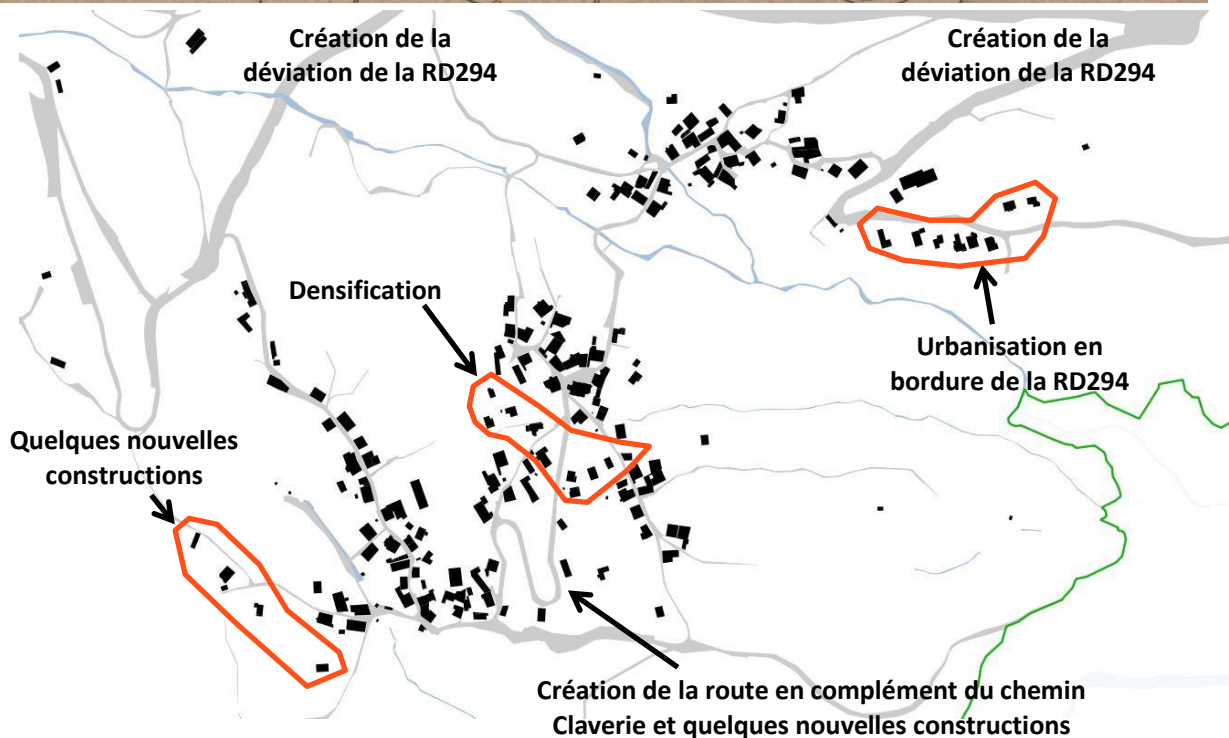 Création de la
déviation de la RD294
Création de la
déviation de la RD294
Densification
Urbanisation en
bordure de la RD294
Quelques nouvelles
constructions
Création de la route en complément du chemin
Claverie et quelques nouvelles constructions